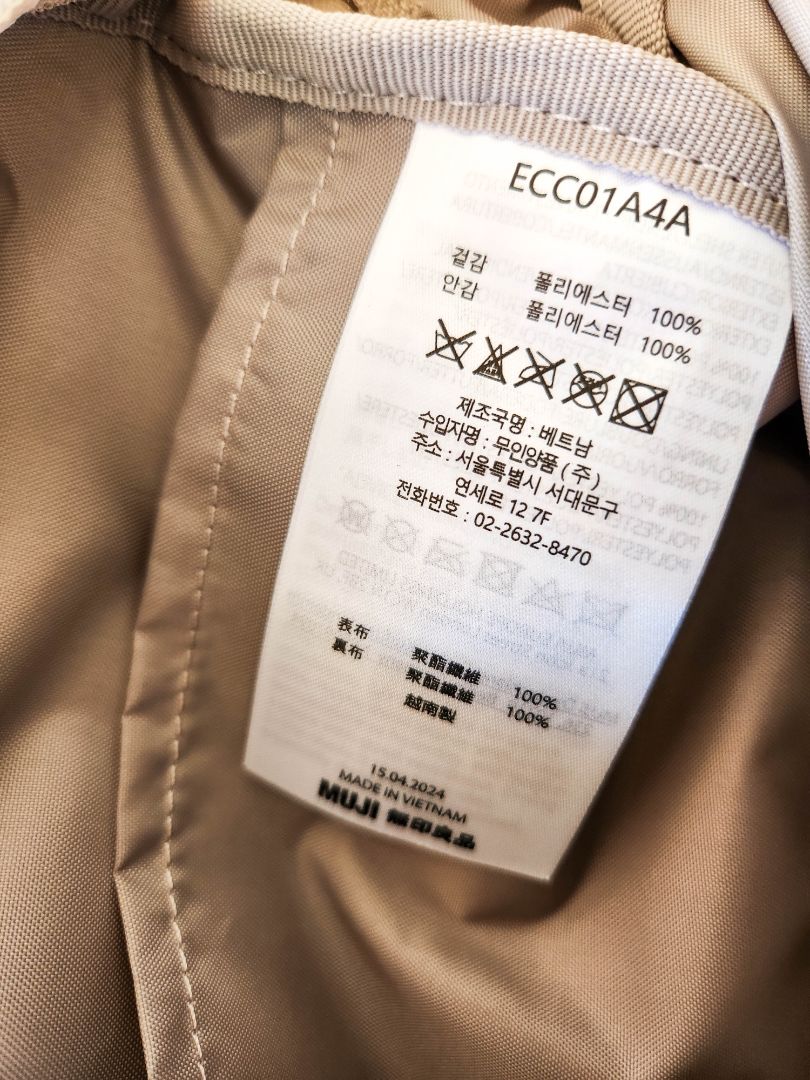 ECC01A4A
겉감 폴리에스터 100%
안감 폴리에스터 100%
제조국명 : 베트남
수입자명 : 무인양품 (주)
주소 : 서울특별시 서대문구
연세로 12 7F
전화번호 : 02-2632-8470
表布 聚酯纖維 100%
裏布 聚酯纖維 100%
越南製
15.04.2024
MADE IN VIETNAM
MUJI 無印良品